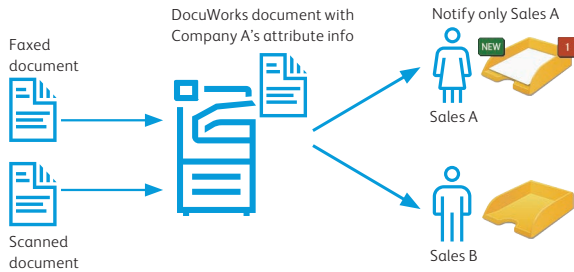 DocuWorks document with
Company A's attribute info
Notify only Sales A
Faxed
document
NEW
1
Sales A
Scanned
document
Sales B